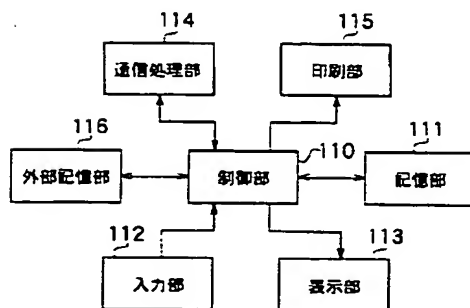 114
115
通信処理部
印刷部
116
110
111
外部記憶部
制御部
記憶部
112
113
入力部
表示部